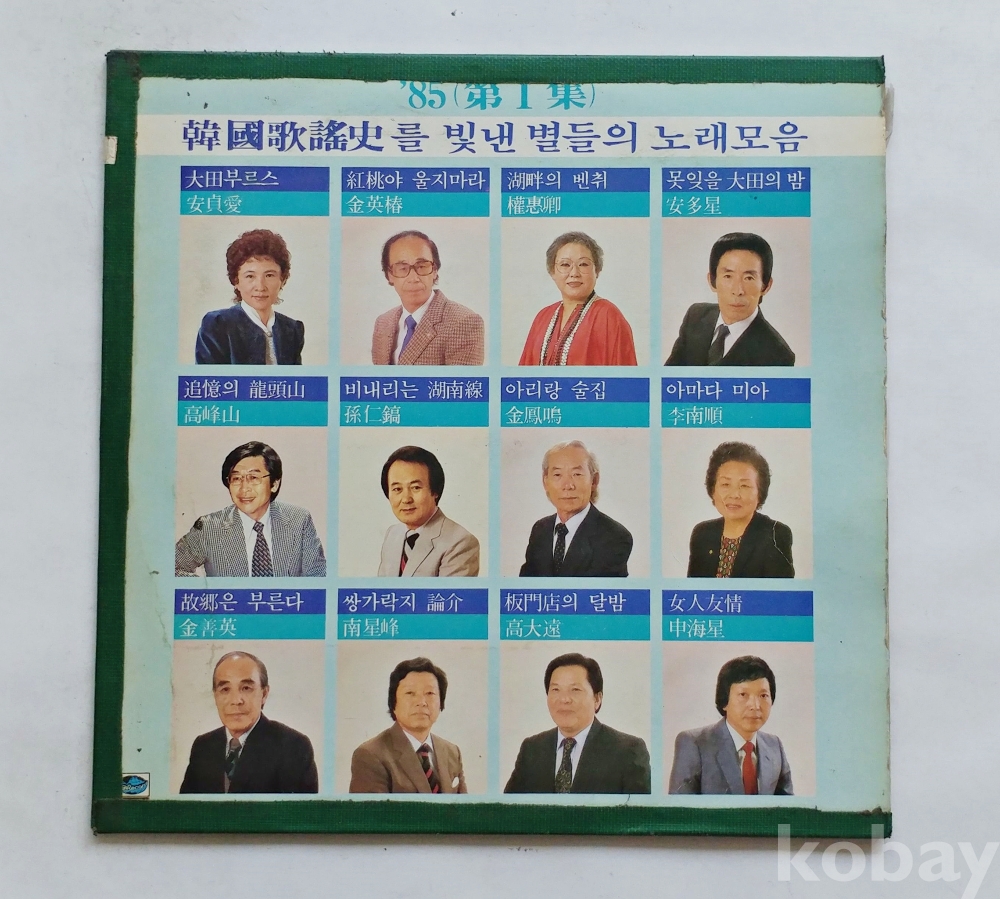 '85 (第1集)
韓國歌謠史를 빛낸 별들의 노래모음
大田부르스
安貞愛
紅桃야 울지마라
金英椿
湖畔의 벤취
權惠卿
못잊을 大田의 밤
安多星
追憶의 龍頭山
高峰山
비내리는 湖南線
孫仁鎬
아리랑 술집
金鳳鳴
아마다 미아
李南順
故鄕은 부른다
金善英
쌍가락지 論介
南星峰
板門店의 달밤
高大遠
女人友情
申海星
kobay